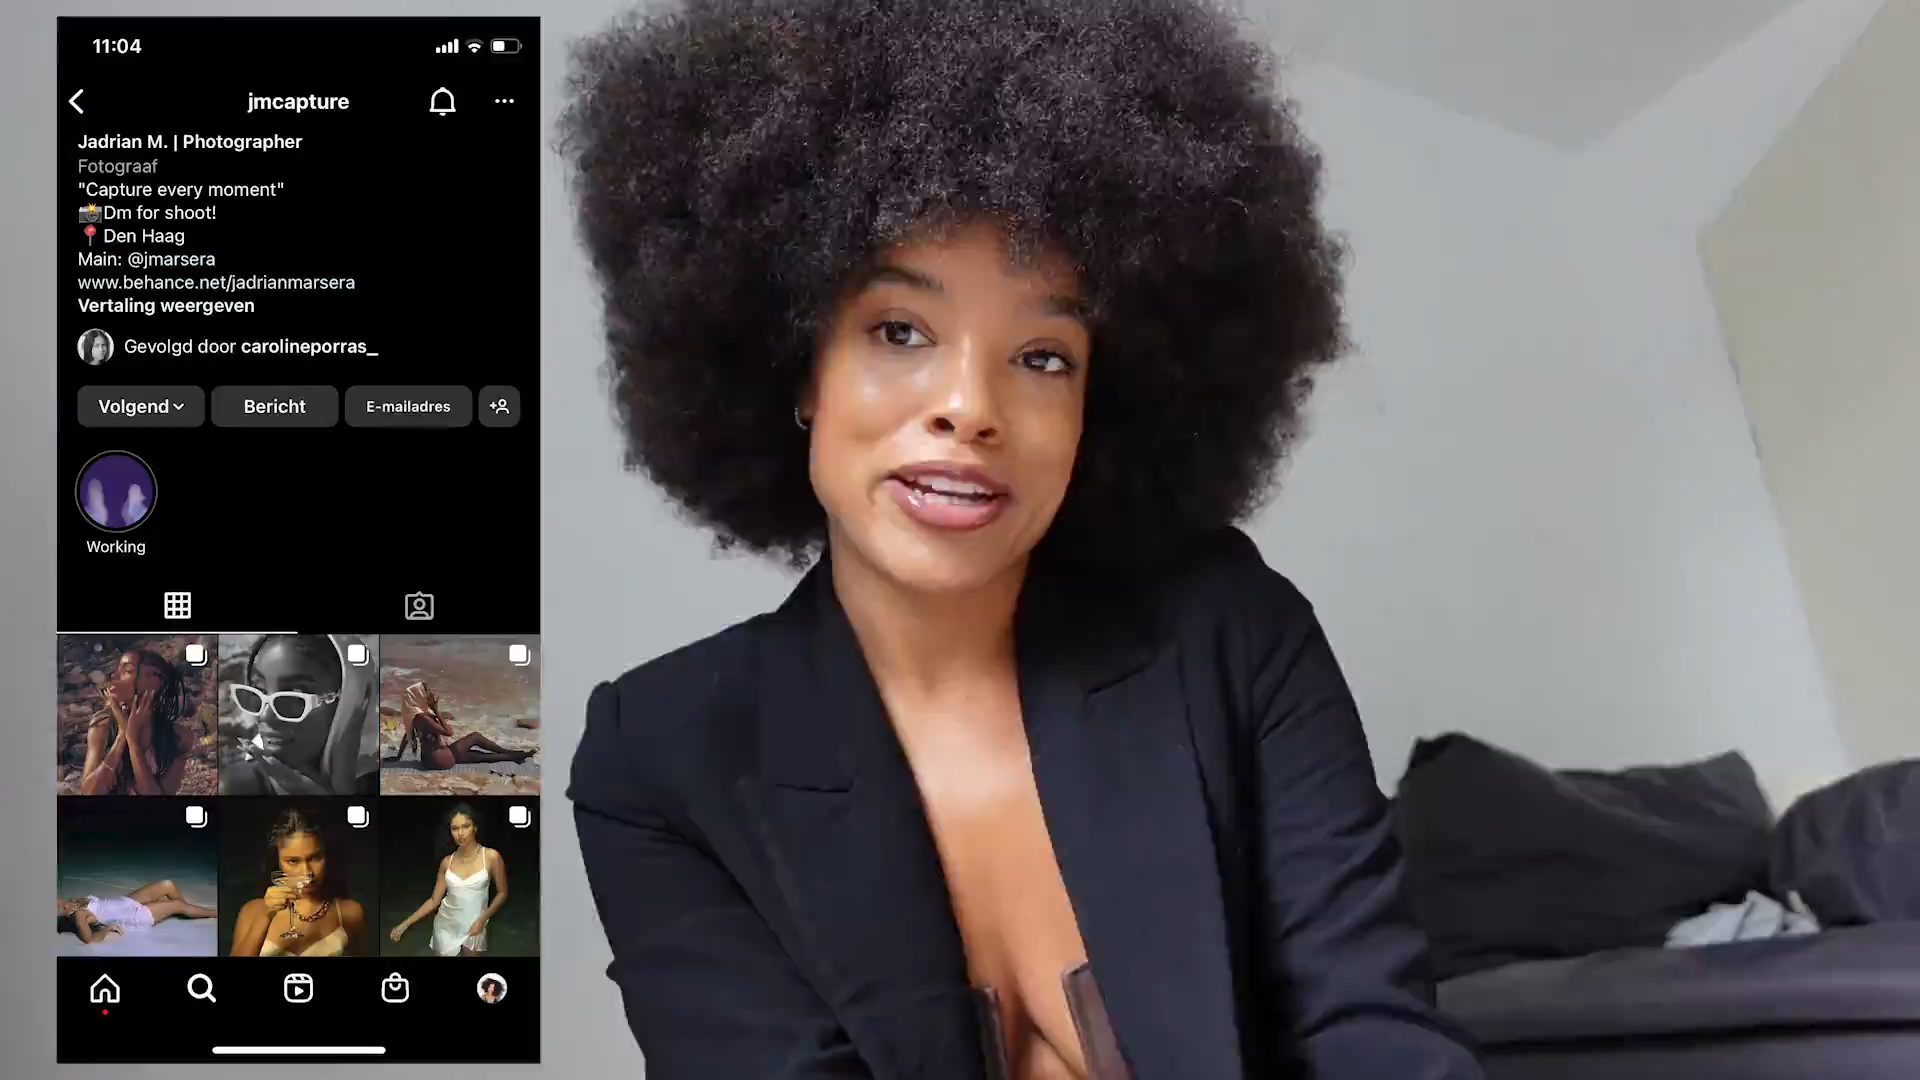 11:04
jmcapture
Jadrian M. | Photographer
Fotograaf
"Capture every moment"
📸Dm for shoot!
📍 Den Haag
Main: @jmarsera
www.behance.net/jadrianmarsera
Vertaling weergeven
Gevolgd door carolineporras_
Volgend
Bericht
E-mailadres
Working